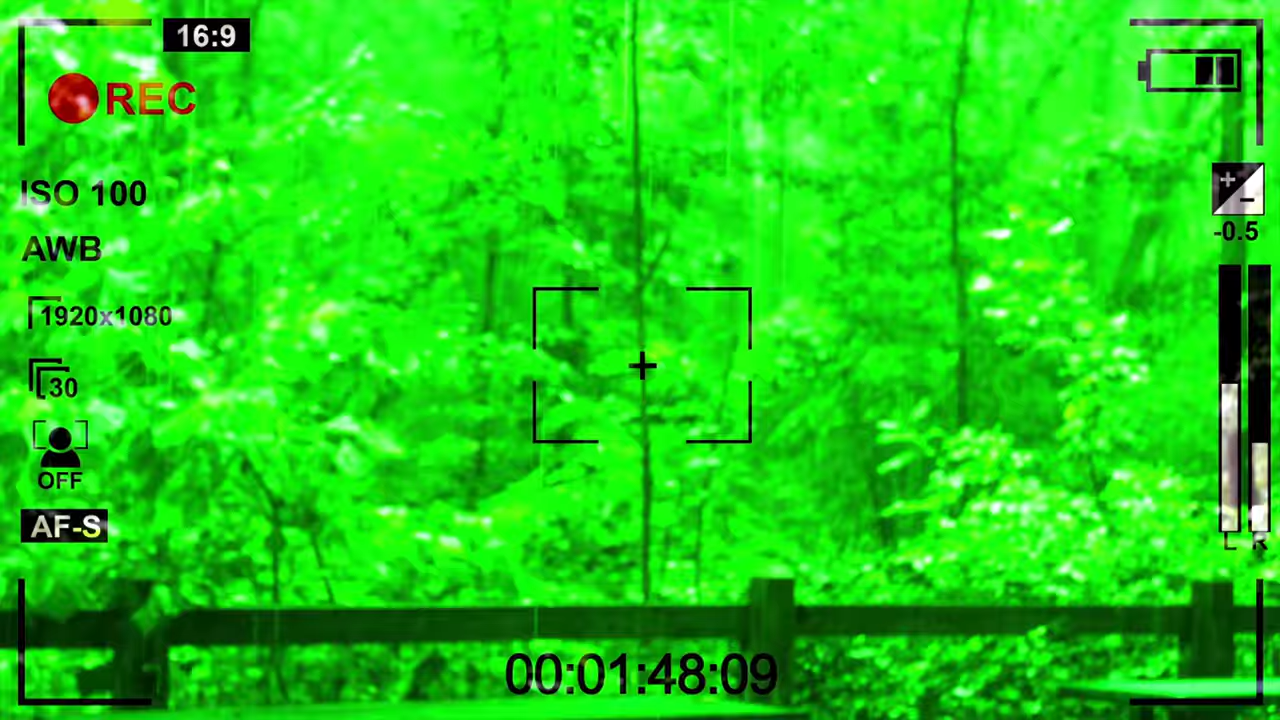 16:9
REC
ISO 100
AWB
1920x1080
30
OFF
AF-S
+
-
-0.5
L R
00:01:48:09